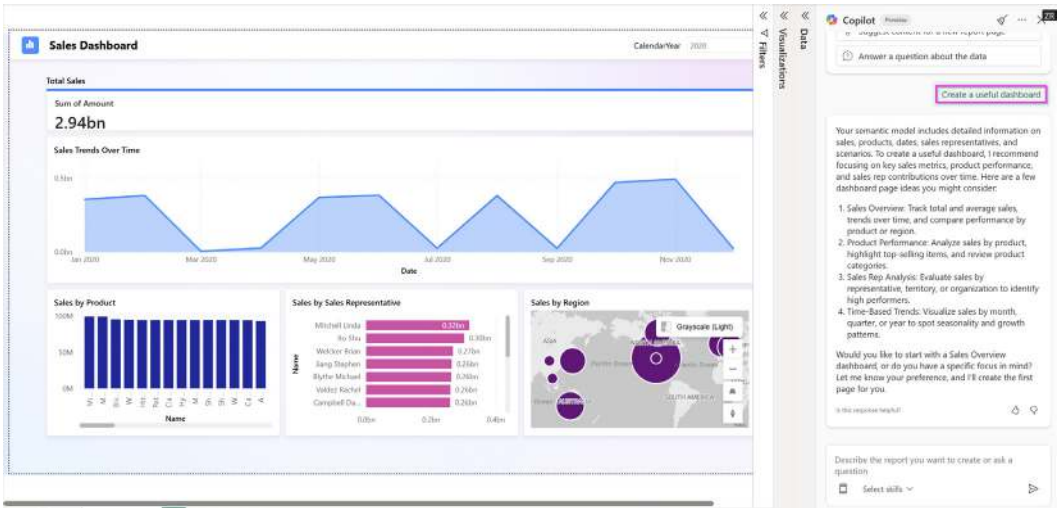 Sales Dashboard
CalendarYear 2020
Total Sales
Sum of Amount
2.94bn
Sales Trends Over Time
0.0bn
Jan 2020 Mar 2020 May 2020 Jul 2020 Sep 2020 Nov 2020
Date
Sales by Product
50M
0M
M... W M... W A
Name
Sales by Sales Representative
Name
Mitchell Linda 0.32bn
Ito Shu 0.30bn
Welcker Brian 0.27bn
Jiang Stephen 0.26bn
Blythe Michael 0.26bn
Valdez Rachel 0.26bn
Campbell Da... 0.26bn
0.0bn 0.2bn 0.4bn
Sales by Region
Grayscale (Light)
ASIA
SOUTH AMERICA
AUSTRALIA
Filters
Visualizations
Data
Copilot Preview
ZR
Suggest content for a new report page
Answer a question about the data
Create a useful dashboard
Your semantic model includes detailed information on
sales, products, dates, sales representatives, and
scenarios. To create a useful dashboard, I recommend
focusing on key sales metrics, product performance,
and sales rep contributions over time. Here are a few
dashboard page ideas you might consider:
1. Sales Overview: Track total and average sales,
trends over time, and compare performance by
product or region.
2. Product Performance: Analyze sales by product,
highlight top-selling items, and review product
categories.
3. Sales Rep Analysis: Evaluate sales by
representative, territory, or organization to identify
high performers.
4. Time-Based Trends: Visualize sales by month,
quarter, or year to spot seasonality and growth
patterns.
Would you like to start with a Sales Overview
dashboard, or do you have a specific focus in mind?
Let me know your preference, and I'll create the first
page for you.
Is this response helpful?
Describe the report you want to create or ask a
question
Select skills